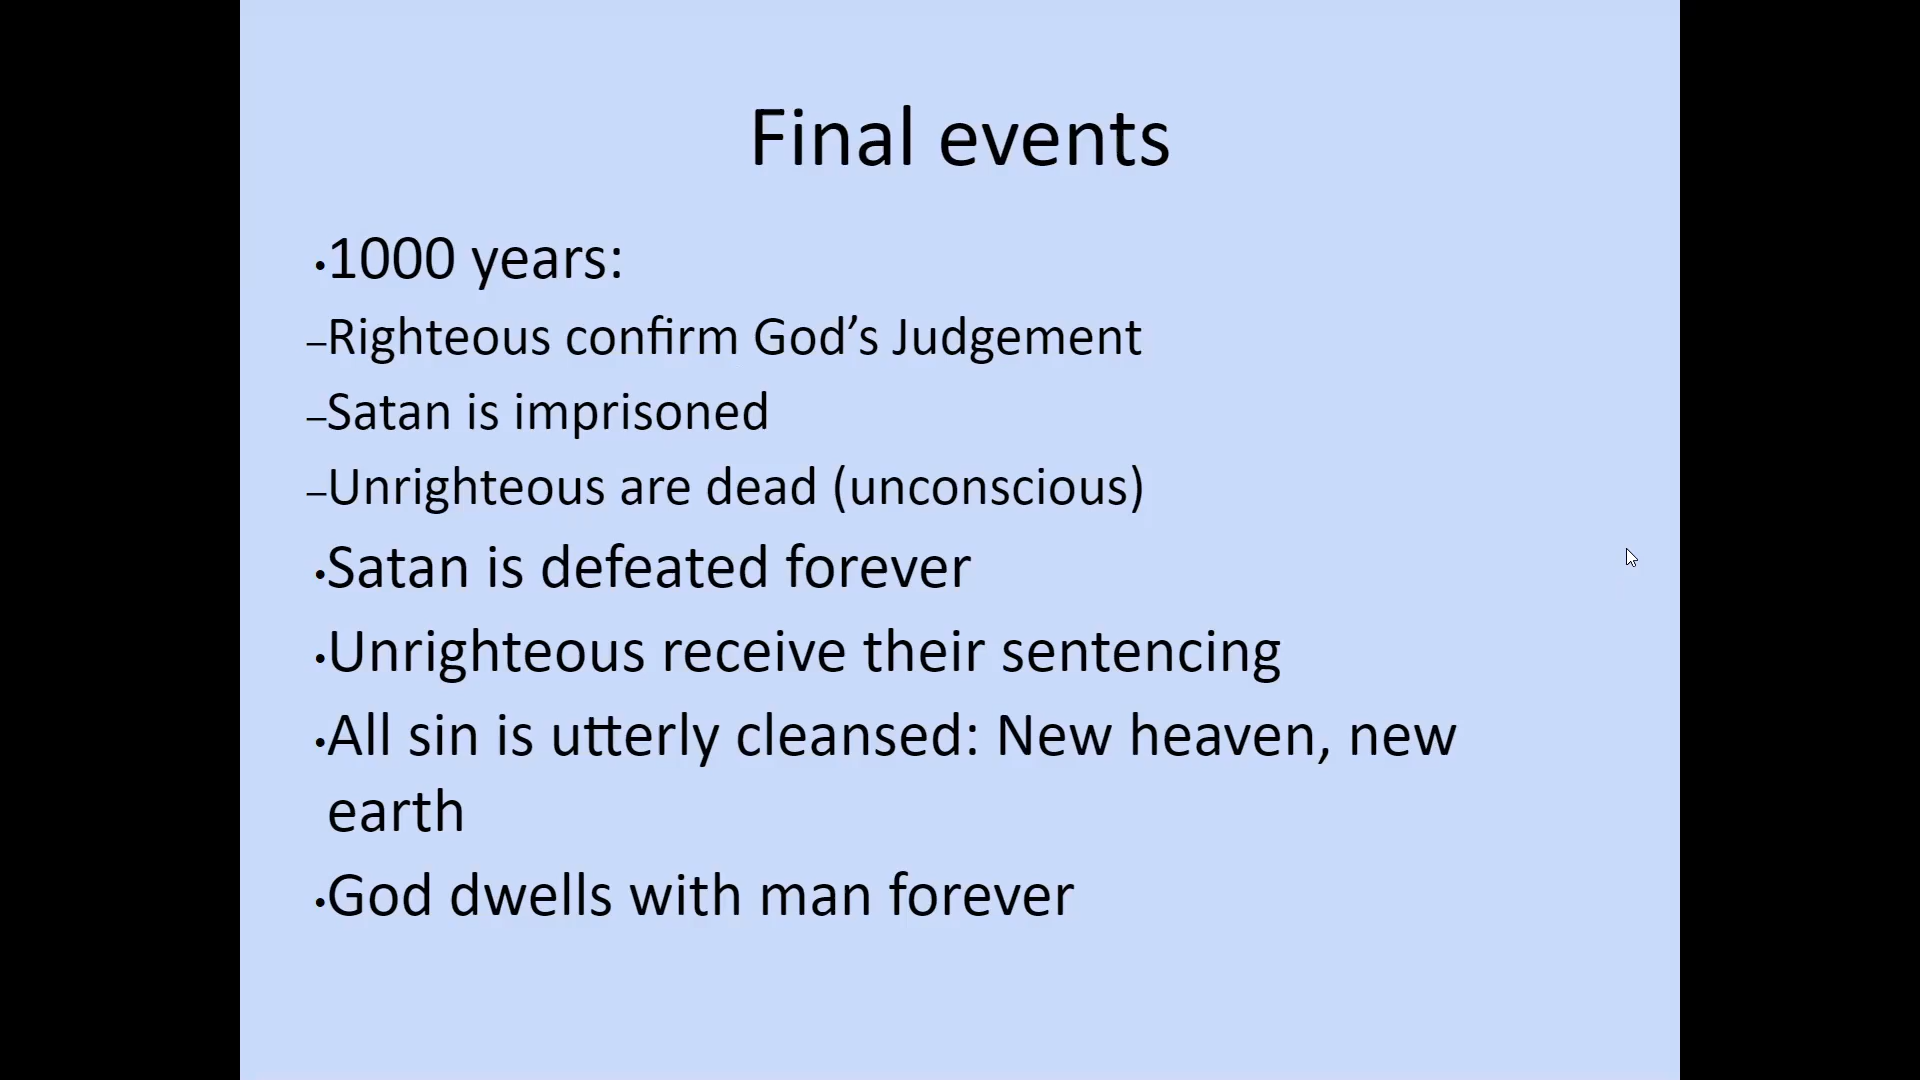 Final events
•1000 years:
–Righteous confirm God’s Judgement
–Satan is imprisoned
–Unrighteous are dead (unconscious)
•Satan is defeated forever
•Unrighteous receive their sentencing
•All sin is utterly cleansed: New heaven, new
earth
•God dwells with man forever